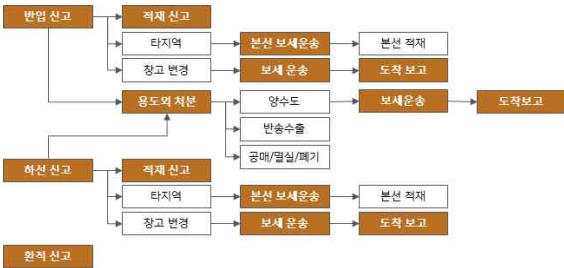 반입 신고 적재 신고
타지역 본선 보세운송 본선 적재
창고 변경 보세 운송 도착 보고
용도외 처분 양수도 보세운송 도착보고
반송수출
공매/멸실/폐기
하선 신고 적재 신고
타지역 본선 보세운송 본선 적재
창고 변경 보세 운송 도착 보고
환적 신고